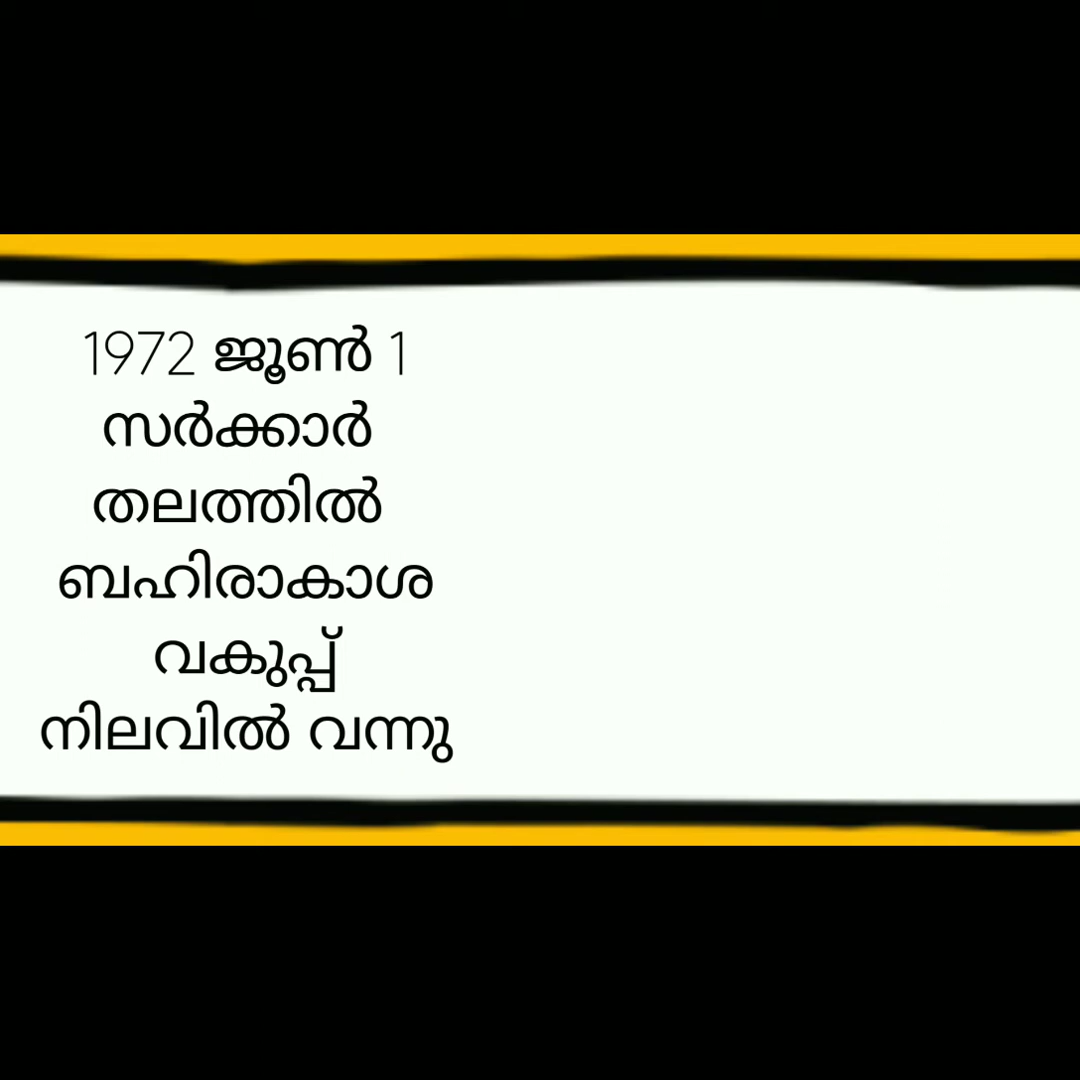 1972 ജൂൺ 1
സർക്കാർ
തലത്തിൽ
ബഹിരാകാശ
വകുപ്പ്
നിലവിൽ വന്നു